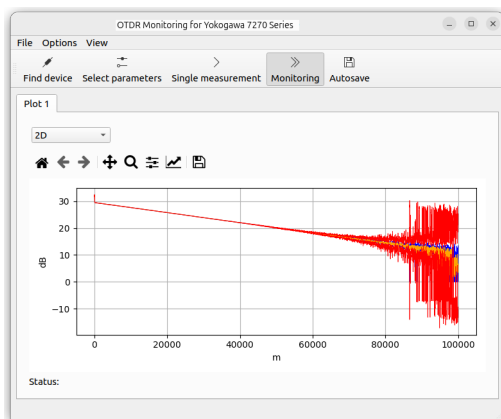 OTDR Monitoring for Yokogawa 7270 Series
File Options View
Find device Select parameters Single measurement Monitoring Autosave
Plot 1
2D
30
20
10
0
−10
dB
0 20000 40000 60000 80000 100000
m
Status: